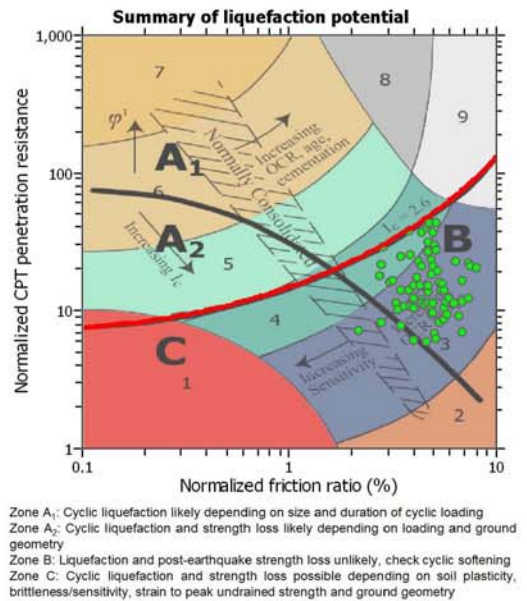 Summary of liquefaction potential
1,000
7
8
9
φ'
Increasing
OCR, age,
cementation
Normally Consolidated
A1
100
6
A2
Increasing Ic
5
Ic = 2.6
B
10
4
C
1
Increasing
Sensitivity
3
2
1
0.1
1
10
Normalized CPT penetration resistance
Normalized friction ratio (%)
Zone A1: Cyclic liquefaction likely depending on size and duration of cyclic loading
Zone A2: Cyclic liquefaction and strength loss likely depending on loading and ground
geometry
Zone B: Liquefaction and post-earthquake strength loss unlikely, check cyclic softening
Zone C: Cyclic liquefaction and strength loss possible depending on soil plasticity,
brittleness/sensitivity, strain to peak undrained strength and ground geometry